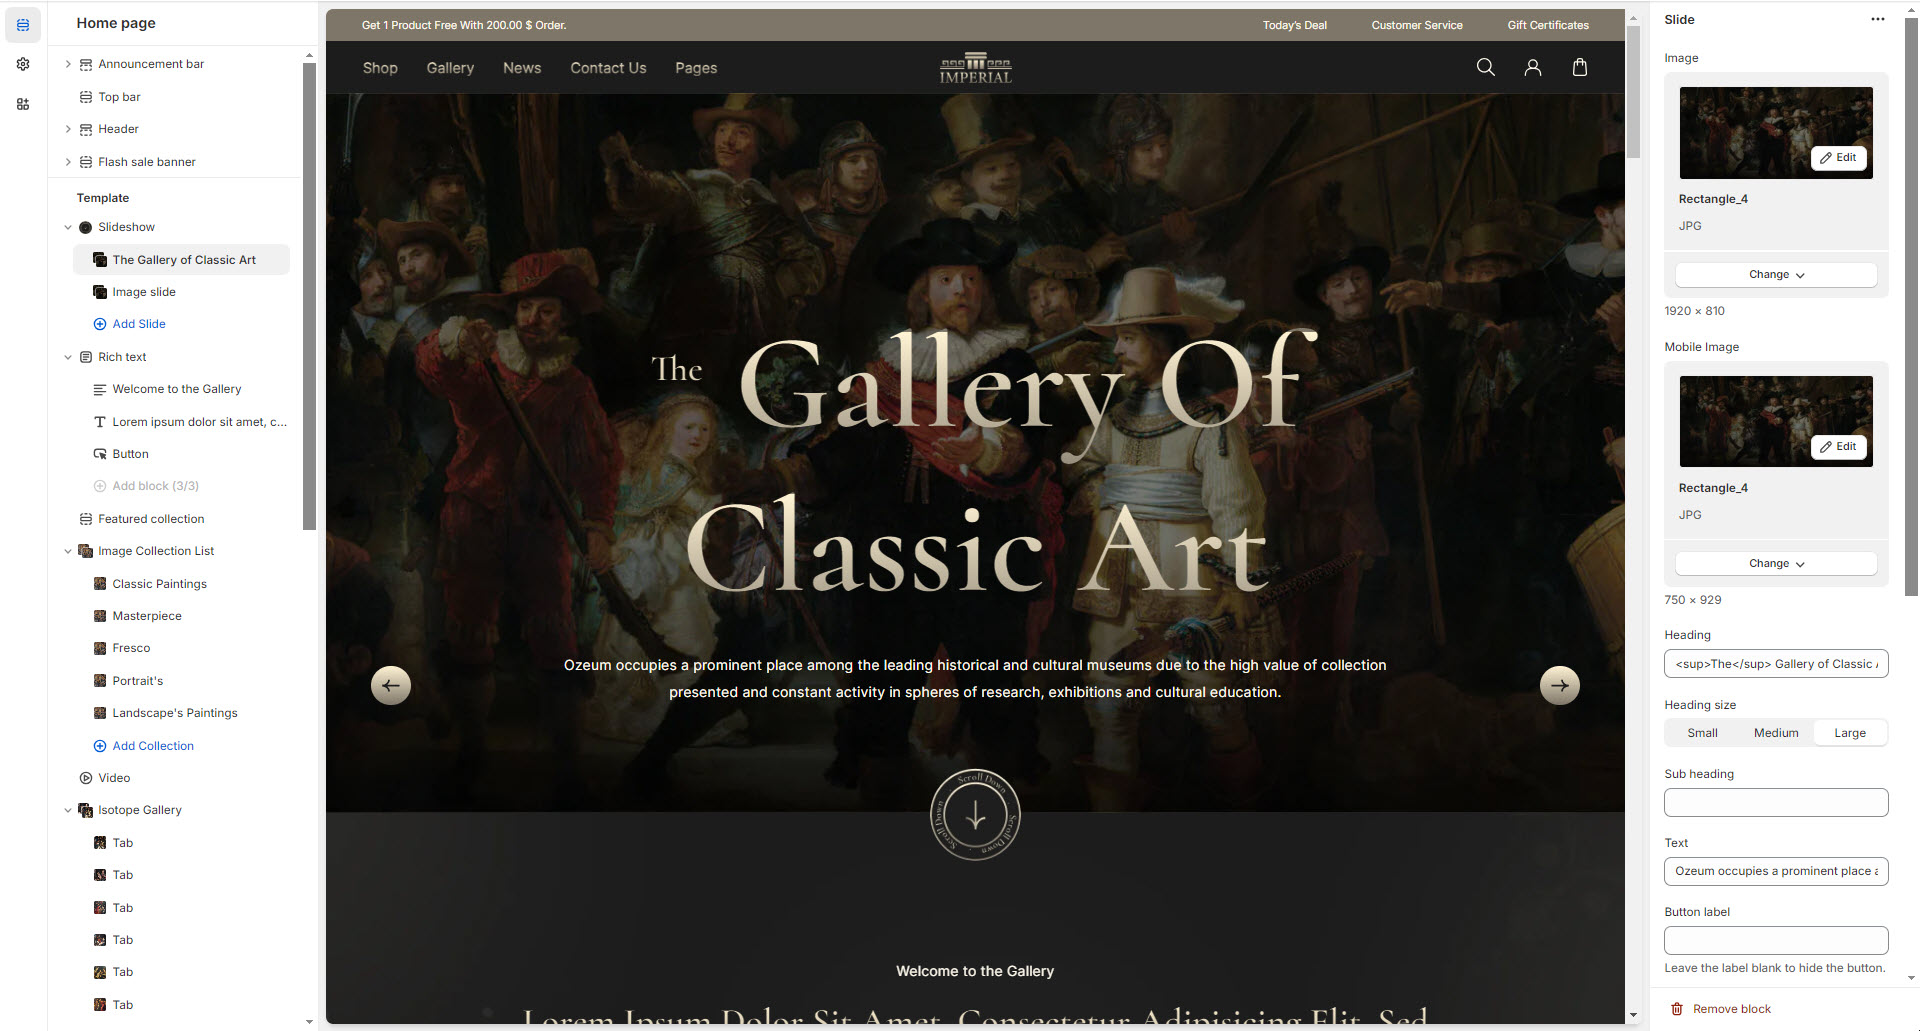 Home page
Announcement bar
Top bar
Header
Flash sale banner
Template
Slideshow
The Gallery of Classic Art
Image slide
Add Slide
Rich text
Welcome to the Gallery
Lorem ipsum dolor sit amet, c...
Button
Add block (3/3)
Featured collection
Image Collection List
Classic Paintings
Masterpiece
Fresco
Portrait's
Landscape's Paintings
Add Collection
Video
Isotope Gallery
Tab
Tab
Tab
Tab
Tab
Tab
Get 1 Product Free With 200.00 $ Order.
Today's Deal
Customer Service
Gift Certificates
Shop
Gallery
News
Contact Us
Pages
IMPERIAL
The Gallery Of
Classic Art
Ozeum occupies a prominent place among the leading historical and cultural museums due to the high value of collection
presented and constant activity in spheres of research, exhibitions and cultural education.
Scroll Down
Scroll Down
Scroll Down
Welcome to the Gallery
Lorem Ipsum Dolor Sit Amet, Consectetur Adipisicing Elit, Sed
Slide
Image
Edit
Rectangle_4
JPG
Change
1920 × 810
Mobile Image
Edit
Rectangle_4
JPG
Change
750 × 929
Heading
<sup>The</sup> Gallery of Classic
Heading size
Small
Medium
Large
Sub heading
Text
Ozeum occupies a prominent place
Button label
Leave the label blank to hide the button.
Remove block